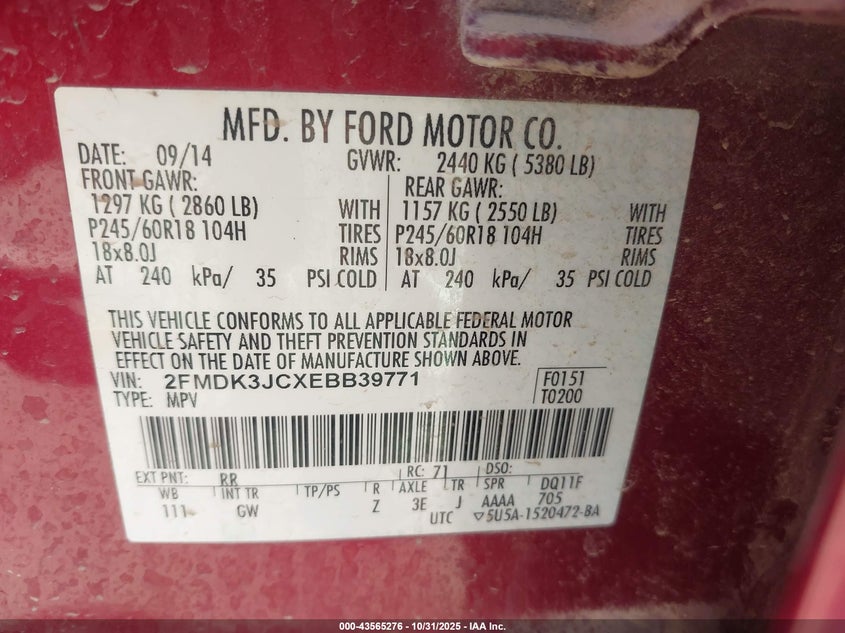 MFD. BY FORD MOTOR CO.
DATE: 09/14 GVWR: 2440 KG ( 5380 LB)
FRONT GAWR: REAR GAWR:
1297 KG ( 2860 LB) WITH 1157 KG ( 2550 LB) WITH
P245/60R18 104H TIRES P245/60R18 104H TIRES
18x8.0J RIMS 18x8.0J RIMS
AT 240 kPa/ 35 PSI COLD AT 240 kPa/ 35 PSI COLD
THIS VEHICLE CONFORMS TO ALL APPLICABLE FEDERAL MOTOR
VEHICLE SAFETY AND THEFT PREVENTION STANDARDS IN
EFFECT ON THE DATE OF MANUFACTURE SHOWN ABOVE.
VIN: 2FMDK3JCXEBB39771 F0151
TYPE: MPV T0200
EXT PNT: RR RC: 71 DSO:
WB INT TR TP/PS R AXLE TR SPR DQ11F
111 GW Z 3E J AAAA 705
UTC ▽5U5A-1520472-BA
000-43565276 - 10/31/2025 - IAA Inc.